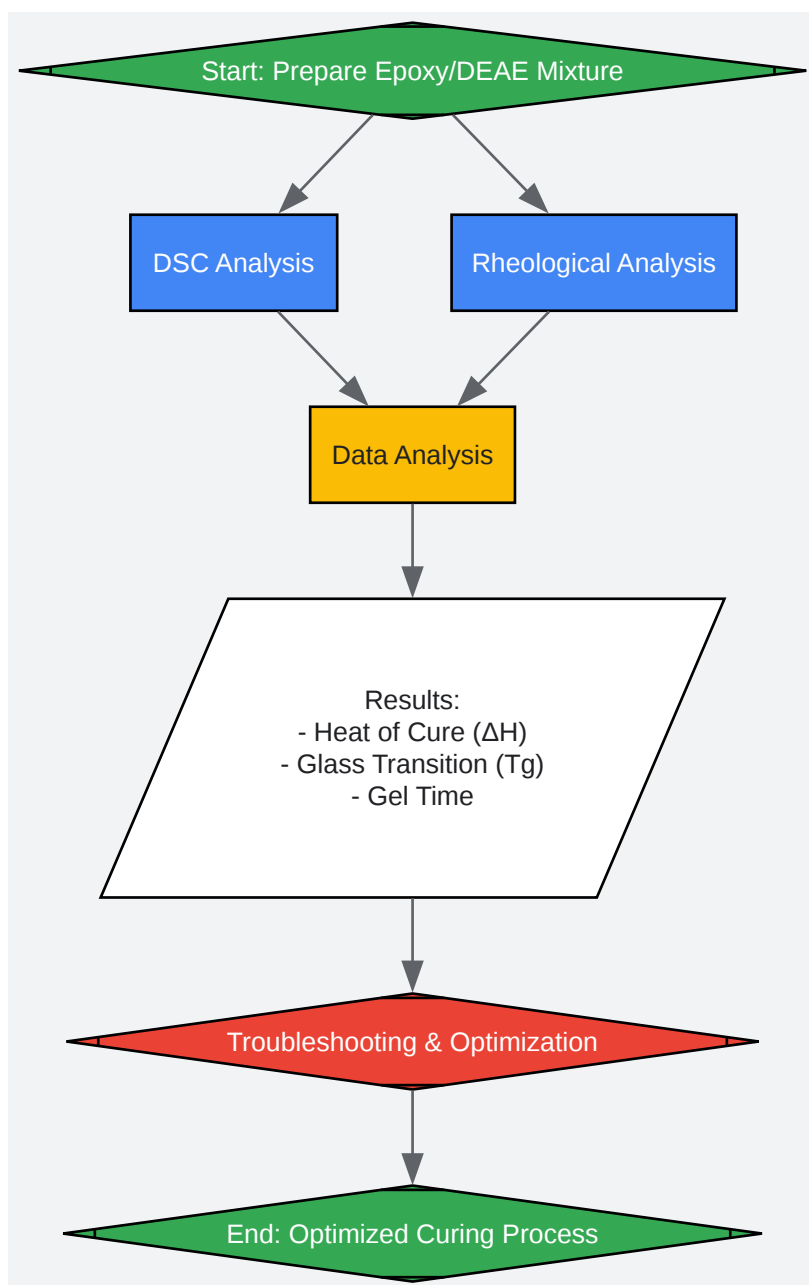 Start: Prepare Epoxy/DEAE Mixture
DSC Analysis
Rheological Analysis
Data Analysis
Results:
- Heat of Cure (ΔH)
- Glass Transition (Tg)
- Gel Time
Troubleshooting & Optimization
End: Optimized Curing Process